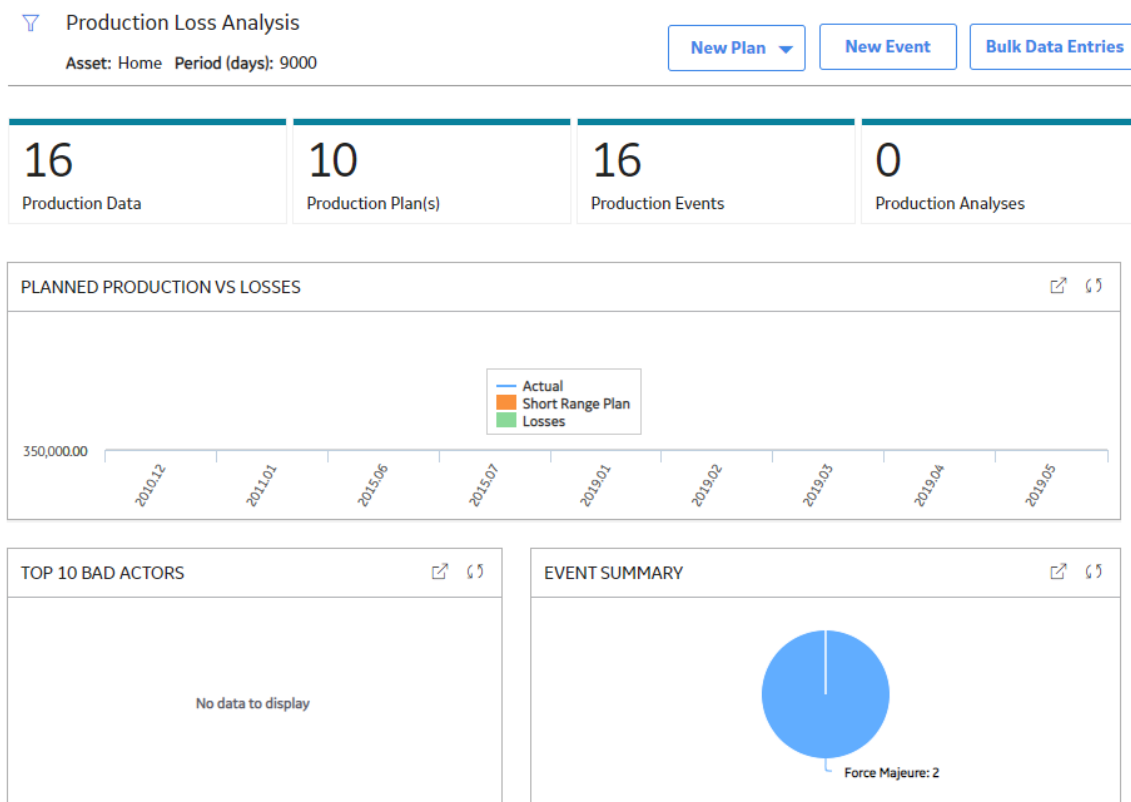 Production Loss Analysis
Asset: Home Period (days): 9000
New Plan
New Event
Bulk Data Entries
16
Production Data
10
Production Plan(s)
16
Production Events
0
Production Analyses
PLANNED PRODUCTION VS LOSSES
Actual
Short Range Plan
Losses
350,000.00
2010.12
2011.01
2015.06
2015.07
2019.01
2019.02
2019.03
2019.04
2019.05
TOP 10 BAD ACTORS
No data to display
EVENT SUMMARY
Force Majeure: 2